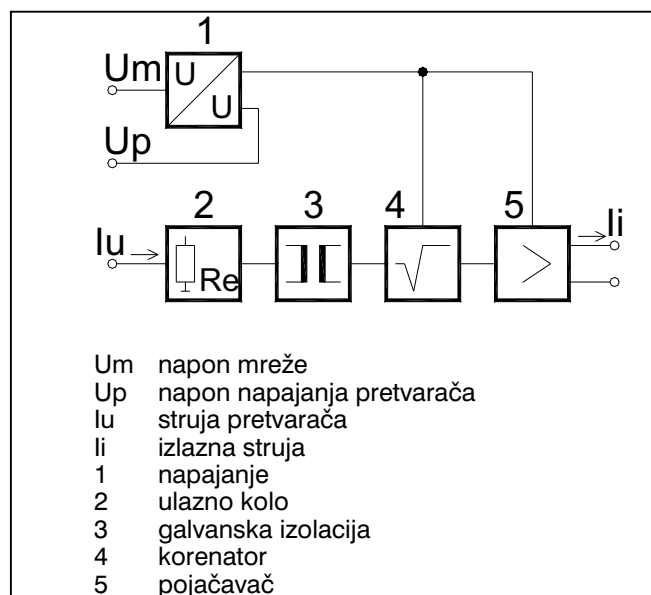 1
Um
U
U
Up
2
3
4
5
Iu
Ii
Re
Um napon mreže
Up napon napajanja pretvarača
Iu struja pretvarača
Ii izlazna struja
1 napajanje
2 ulazno kolo
3 galvanska izolacija
4 korenator
5 pojačavač